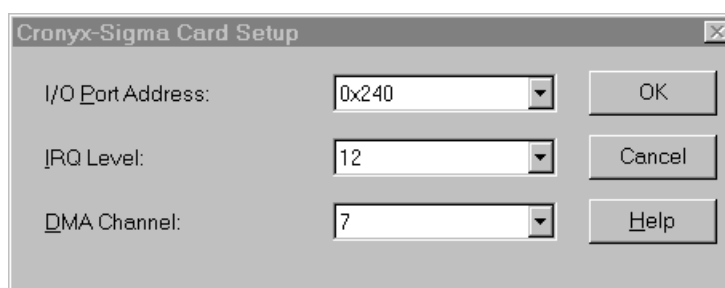 Cronyx-Sigma Card Setup
I/O Port Address: 0x240 OK
IRQ Level: 12 Cancel
DMA Channel: 7 Help